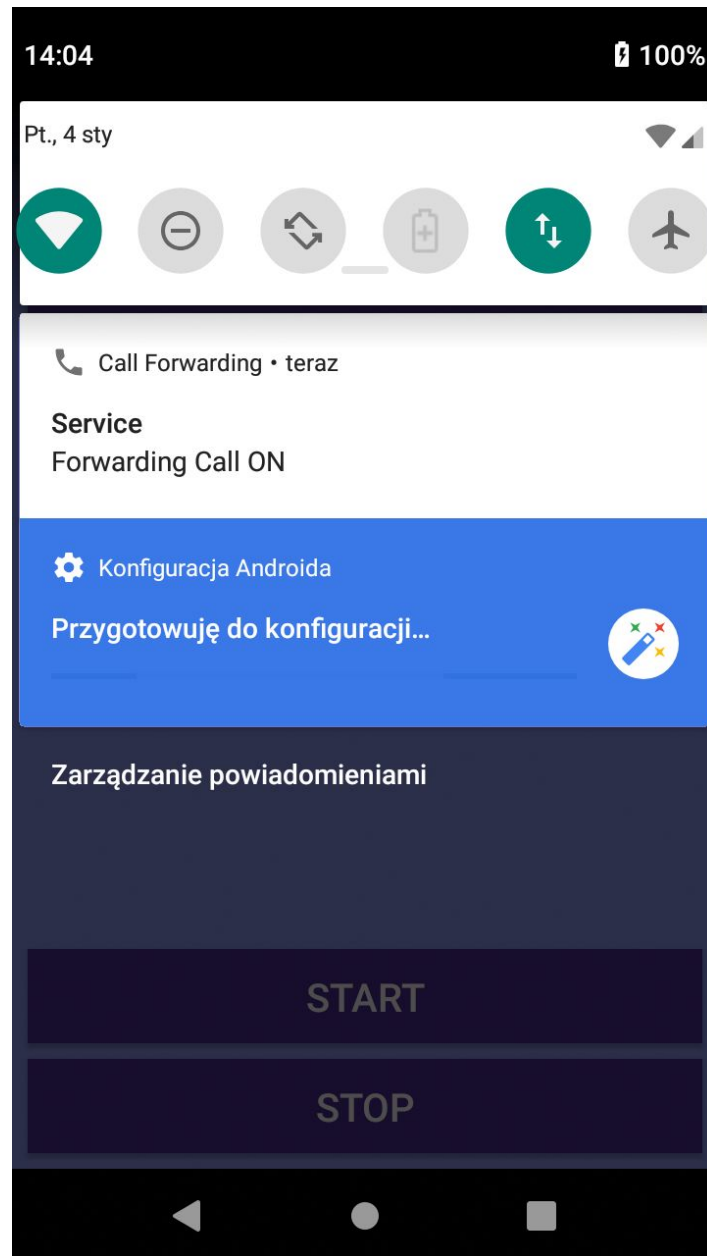 14:04
100%
Pt., 4 sty
Call Forwarding • teraz
Service
Forwarding Call ON
Konfiguracja Androida
Przygotowuję do konfiguracji…
Zarządzanie powiadomieniami
START
STOP